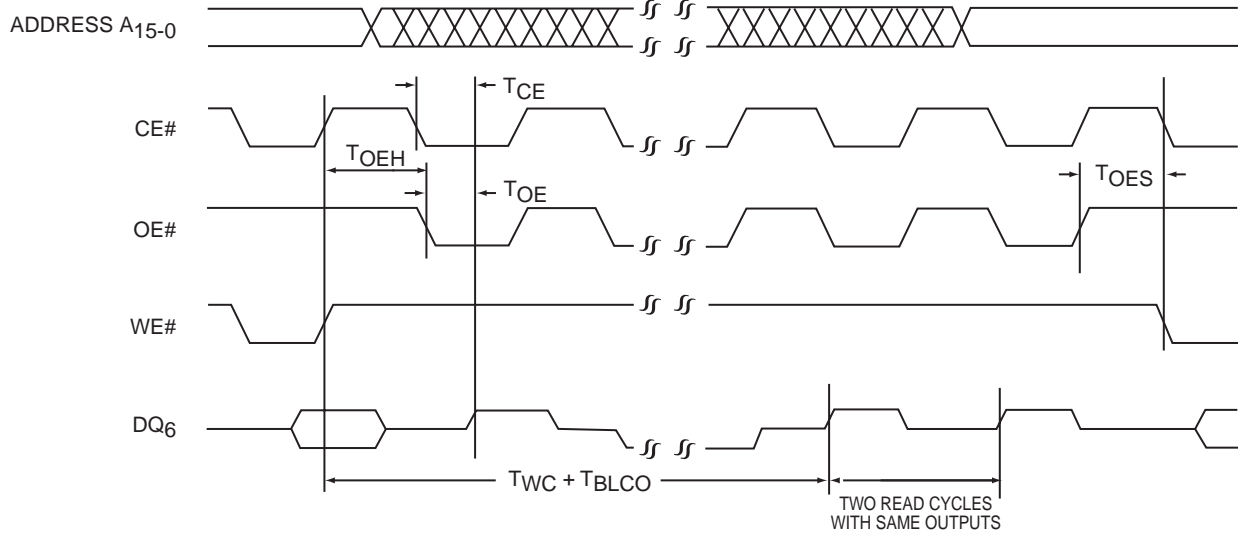 ADDRESS A15-0
TCE
CE#
TOEH
TOE
TOES
OE#
WE#
DQ6
TWC + TBLCO
TWO READ CYCLES
WITH SAME OUTPUTS